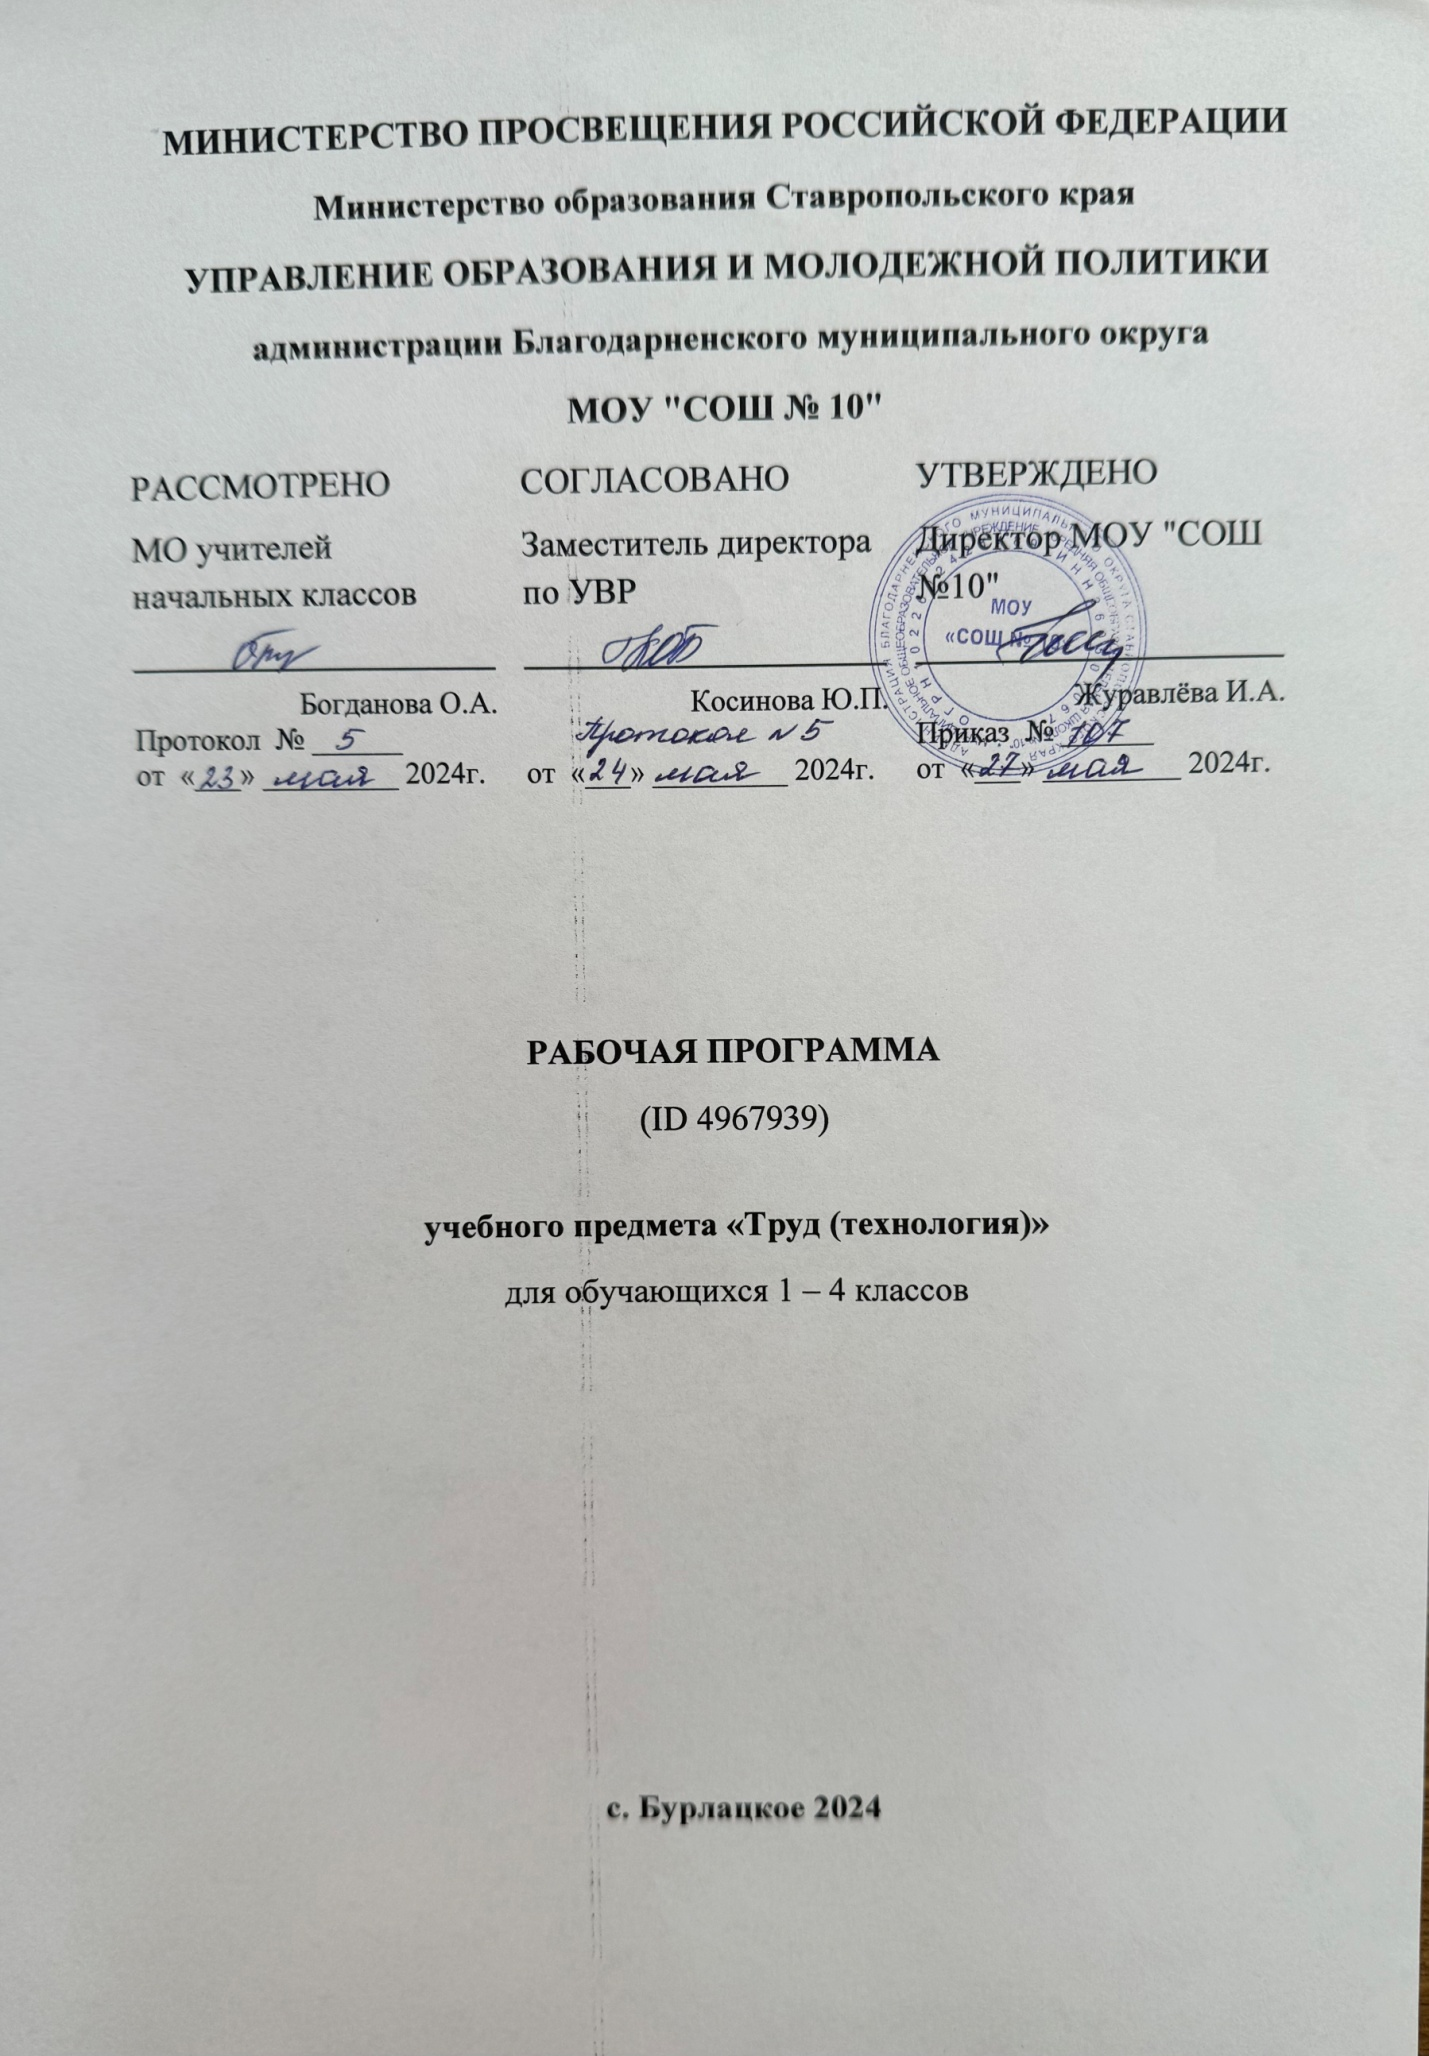 МИНИСТЕРСТВО ПРОСВЕЩЕНИЯ РОССИЙСКОЙ ФЕДЕРАЦИИ
Министерство образования Ставропольского края
УПРАВЛЕНИЕ ОБРАЗОВАНИЯ И МОЛОДЕЖНОЙ ПОЛИТИКИ
администрации Благодарненского муниципального округа
МОУ "СОШ № 10"
РАССМОТРЕНО
МО учителей
начальных классов
Богданова О.А.
Протокол № 5
от «23» мая 2024г.
СОГЛАСОВАНО
Заместитель директора
по УВР
Косинова Ю.П.
Протокол N 5
от «24» мая 2024г.
УТВЕРЖДЕНО
Директор МОУ "СОШ
№10"
Журавлёва И.А.
Приказ № 107
от «27» мая 2024г.
МОУ
«СОШ №
РАБОЧАЯ ПРОГРАММА
(ID 4967939)
учебного предмета «Труд (технология)»
для обучающихся 1 – 4 классов
с. Бурлацкое 2024